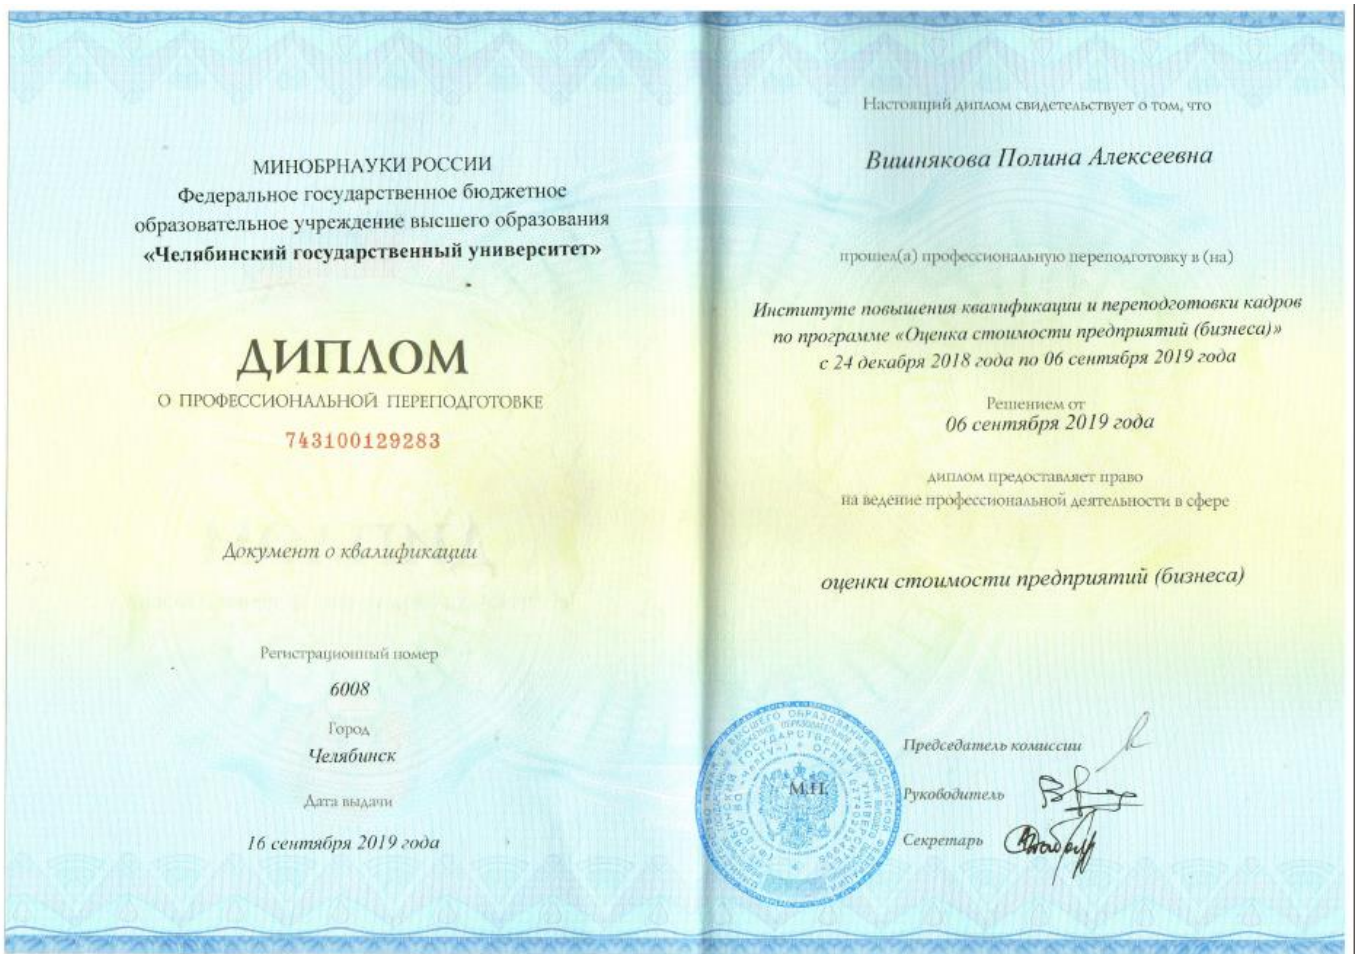 МИНОБРНАУКИ РОССИИ
Федеральное государственное бюджетное
образовательное учреждение высшего образования
«Челябинский государственный университет»
ДИПЛОМ
О ПРОФЕССИОНАЛЬНОЙ ПЕРЕПОДГОТОВКЕ
743100129283
Документ о квалификации
Регистрационный номер
6008
Город
Челябинск
Дата выдачи
16 сентября 2019 года
Настоящий диплом свидетельствует о том, что
Вишнякова Полина Алексеевна
прошел(а) профессиональную переподготовку в (на)
Институте повышения квалификации и переподготовки кадров
по программе «Оценка стоимости предприятий (бизнеса)»
с 24 декабря 2018 года по 06 сентября 2019 года
Решением от
06 сентября 2019 года
диплом предоставляет право
на ведение профессиональной деятельности в сфере
оценки стоимости предприятий (бизнеса)
М.П.
Председатель комиссии
Руководитель
Секретарь